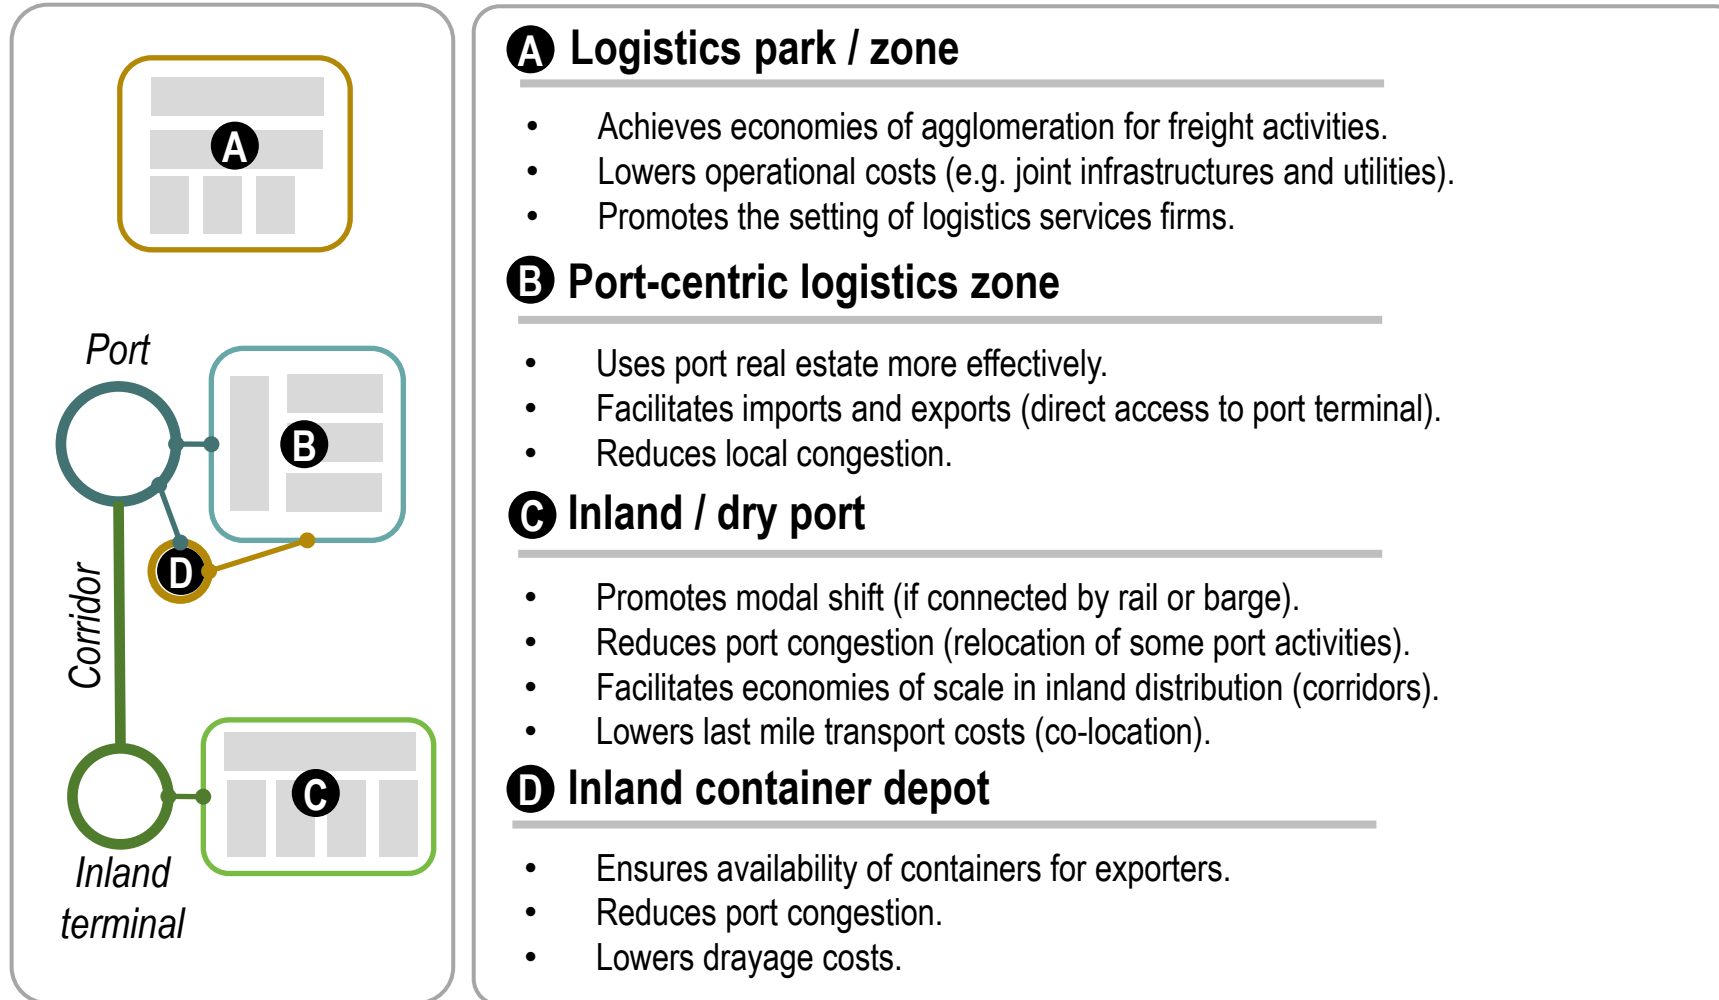 A
Port
B
D
Corridor
C
Inland
terminal
A Logistics park / zone
• Achieves economies of agglomeration for freight activities.
• Lowers operational costs (e.g. joint infrastructures and utilities).
• Promotes the setting of logistics services firms.
B Port-centric logistics zone
• Uses port real estate more effectively.
• Facilitates imports and exports (direct access to port terminal).
• Reduces local congestion.
C Inland / dry port
• Promotes modal shift (if connected by rail or barge).
• Reduces port congestion (relocation of some port activities).
• Facilitates economies of scale in inland distribution (corridors).
• Lowers last mile transport costs (co-location).
D Inland container depot
• Ensures availability of containers for exporters.
• Reduces port congestion.
• Lowers drayage costs.